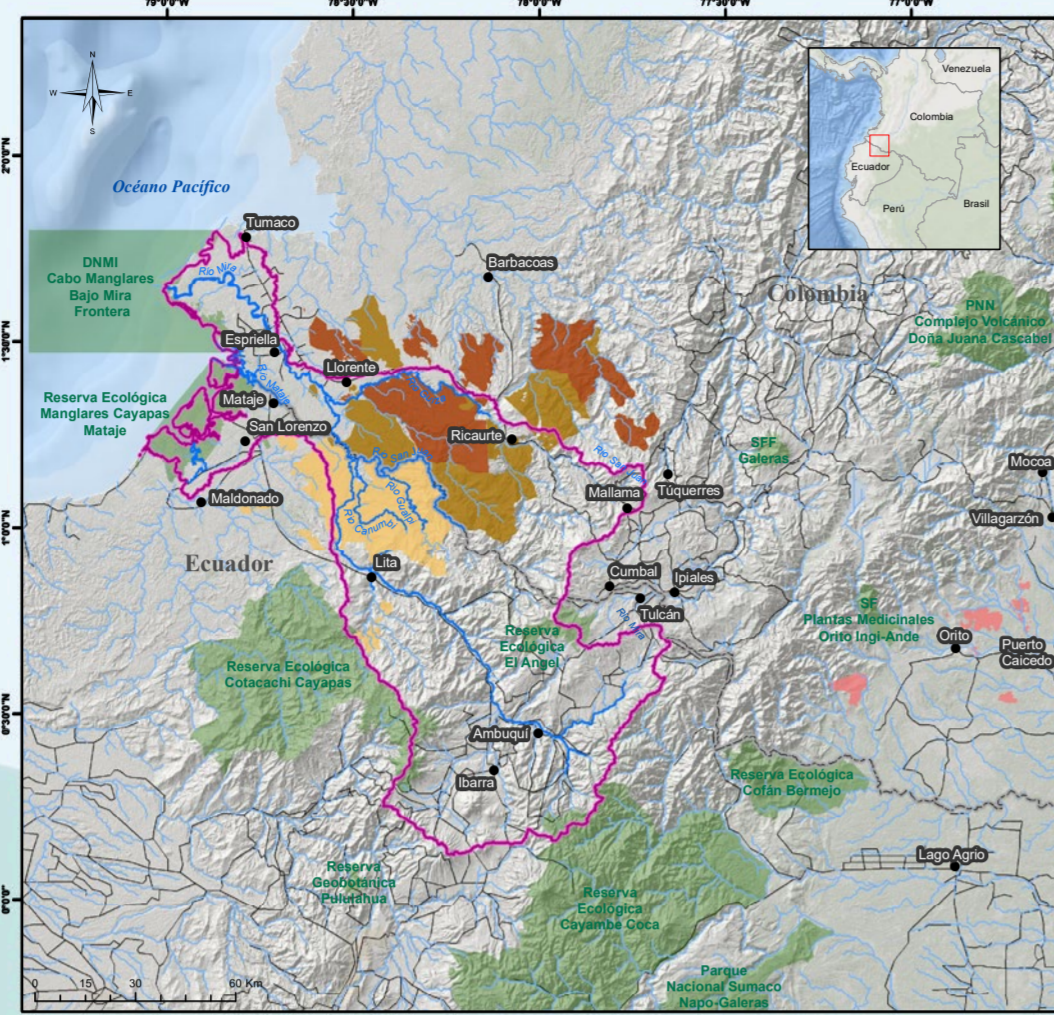 79°0'0"W
78°30'0"W
78°0'0"W
77°30'0"W
77°0'0"W
N
W
E
S
Venezuela
Colombia
Ecuador
Perú
Brasil
2°0'0"N
Océano Pacífico
Tumaco
DNMI
Cabo Manglares
Bajo Mira
Frontera
Río Mira
Barbacoas
Colombia
PNN
Complejo Volcánico
Doña Juana Cascabel
1°30'0"N
Espriella
Llorente
Río Mataje
Reserva Ecológica
Manglares Cayapas
Mataje
Mataje
San Lorenzo
Ricaurte
SFF
Galeras
Río San Juan
Mocoa
Túquerres
Mallama
Maldonado
Río Gualpí
Río Canumbí
Villagarzón
1°0'0"N
Ecuador
Lita
Cumbal
Ipiales
Tulcán
Río Mira
SF
Plantas Medicinales
Orito Ingi-Ande
Reserva
Ecológica
El Angel
Orito
Puerto
Caicedo
Reserva Ecológica
Cotacachi Cayapas
0°30'0"N
Ambuquí
Ibarra
Reserva Ecológica
Cofán Bermejo
Lago Agrio
Reserva
Geobotánica
Pululahua
0°0'0"
Reserva
Ecológica
Cayambe Coca
Parque
Nacional Sumaco
Napo-Galeras
0 15 30 60 Km